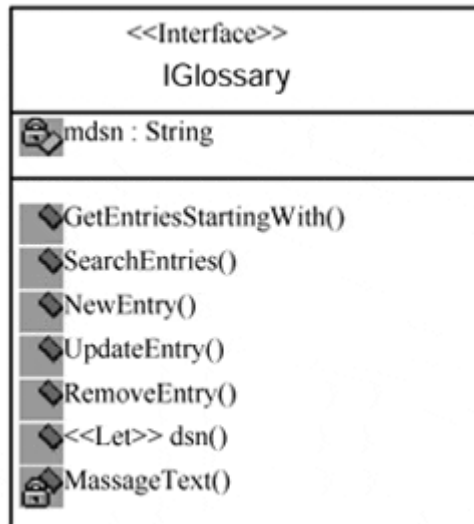 <<Interface>>
IGlossary
mdsn : String
GetEntriesStartingWith()
SearchEntries()
NewEntry()
UpdateEntry()
RemoveEntry()
<<Let>> dsn()
MassageText()